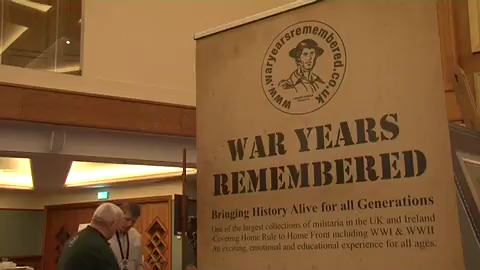 www.waryearsremembered.co.uk
WAR YEARS
REMEMBERED
Bringing History Alive for all Generations
One of the largest collections of militaria in the UK and Ireland
Covering Home Rule to Home Front including WWI & WWII
An exciting, emotional and educational experience for all ages.